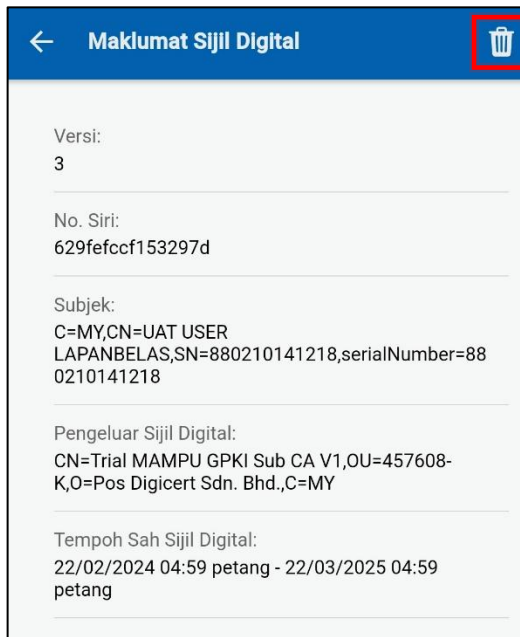 Maklumat Sijil Digital
Versi:
3
No. Siri:
629fefccf153297d
Subjek:
C=MY,CN=UAT USER
LAPANBELAS,SN=880210141218,serialNumber=88
0210141218
Pengeluar Sijil Digital:
CN=Trial MAMPU GPKI Sub CA V1,OU=457608-
K,O=Pos Digicert Sdn. Bhd.,C=MY
Tempoh Sah Sijil Digital:
22/02/2024 04:59 petang - 22/03/2025 04:59
petang